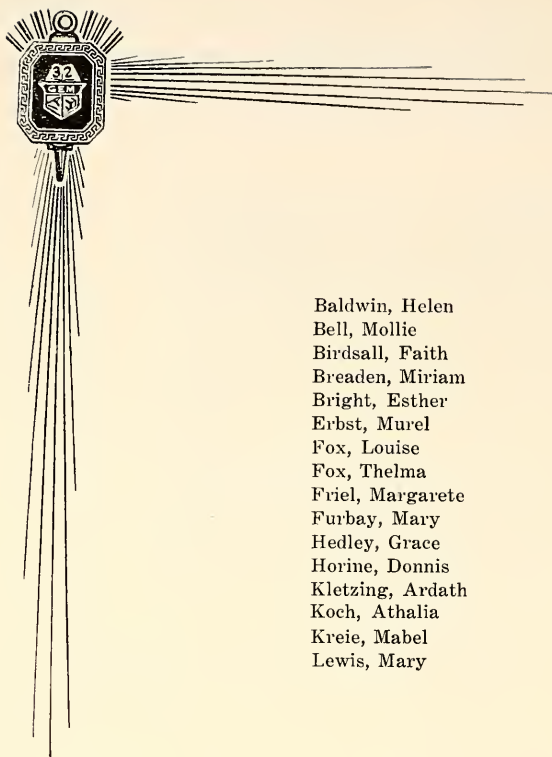 32
GEM
Baldwin, Helen
Bell, Mollie
Birdsall, Faith
Breaden, Miriam
Bright, Esther
Erbst, Murel
Fox, Louise
Fox, Thelma
Friel, Margarete
Furbay, Mary
Hedley, Grace
Horine, Donnis
Kletzing, Ardath
Koch, Athalia
Kreie, Mabel
Lewis, Mary